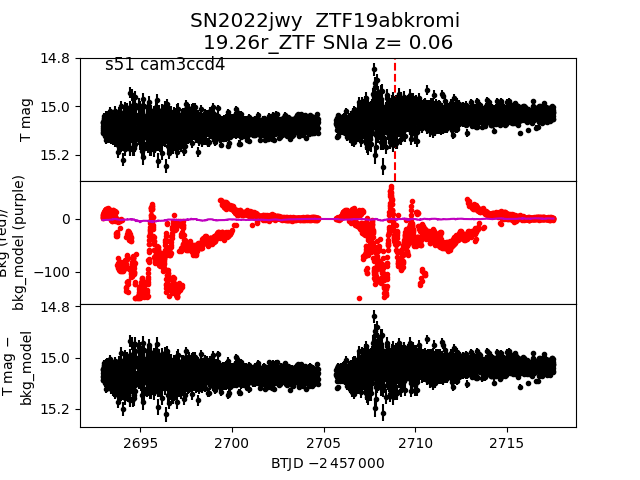 SN2022jwy ZTF19abkromi
19.26r_ZTF SNIa z= 0.06
s51 cam3ccd4
14.8
15.0
15.2
T mag
0
−100
Bkg (red)/
bkg_model (purple)
14.8
15.0
15.2
T mag −
bkg_model
2695 2700 2705 2710 2715
BTJD −2 457 000